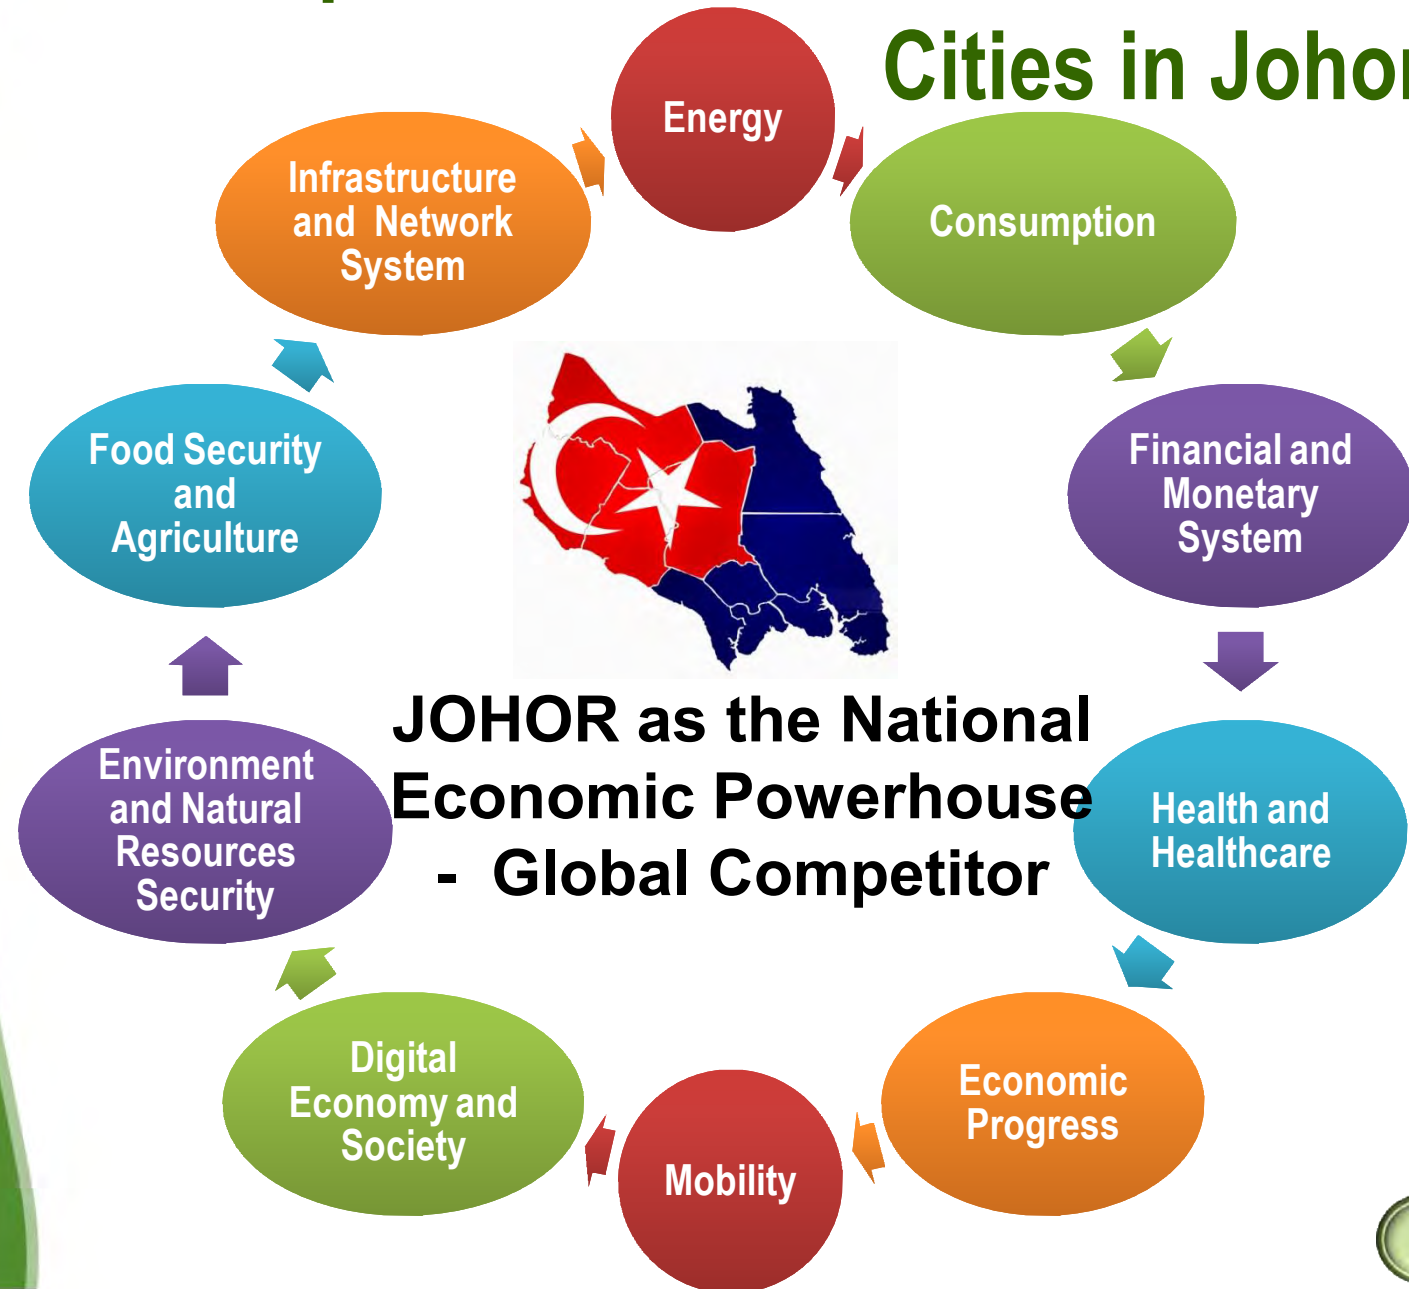 Cities in Johor
Energy
Consumption
Financial and
Monetary
System
Health and
Healthcare
Economic
Progress
Mobility
Digital
Economy and
Society
Environment
and Natural
Resources
Security
Food Security
and
Agriculture
Infrastructure
and Network
System
JOHOR as the National
Economic Powerhouse
- Global Competitor